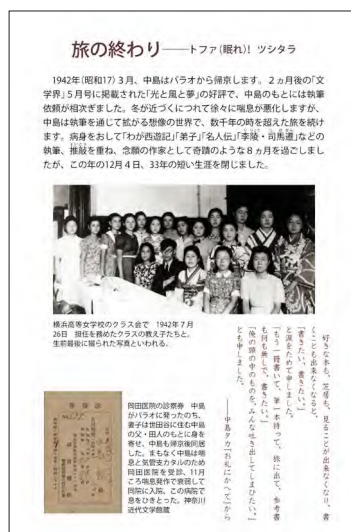 旅の終わり——トファ(眠れ)! ツシタラ
1942年(昭和17)3月、中島はパラオから帰京します。2ヵ月後の「文
学界」5月号に掲載された「光と風と夢」の好評で、中島のもとには執筆
依頼が相次ぎました。冬が近づくにつれて徐々に喘息が悪化しますが、
中島は執筆を通じて拡がる想像の世界で、数千年の時を超えた旅を続け
ます。病身をおして「わが西遊記」「弟子」「名人伝」「李陵・司馬遷」などの
執筆、推敲を重ね、念願の作家として奇蹟のような8ヵ月を過ごしまし
たが、この年の12月4日、33年の短い生涯を閉じました。
横浜高等女学校のクラス会で 1942年7月
26日 担任を務めたクラスの教え子たちと。
生前最後に撮られた写真といわれる。
好きな本も、芝居も、見ることが出来なくなり、書
くことも出来なくなると、
「書きたい、書きたい。」
と涙をためて申しました。
「もう一冊書いて、筆一本持って、旅に出て、参考書
も何も無しで、書きたい。」
「俺の頭の中のものを、みんな吐き出してしまひたい。」
とも申しました。
——中島タカ「お礼にかへて」から
岡田医院の診察券 中島
がパラオに発ったのち、
妻子は世田谷に住む中島
の父・田人のもとに身を
寄せ、中島も帰京後同居
した。まもなく中島は喘
息と気管支カタルのため
岡田医院を受診、11月
ころ喘息発作で衰弱して
同院に入院、この病院で
息をひきとった。神奈川
近代文学館蔵